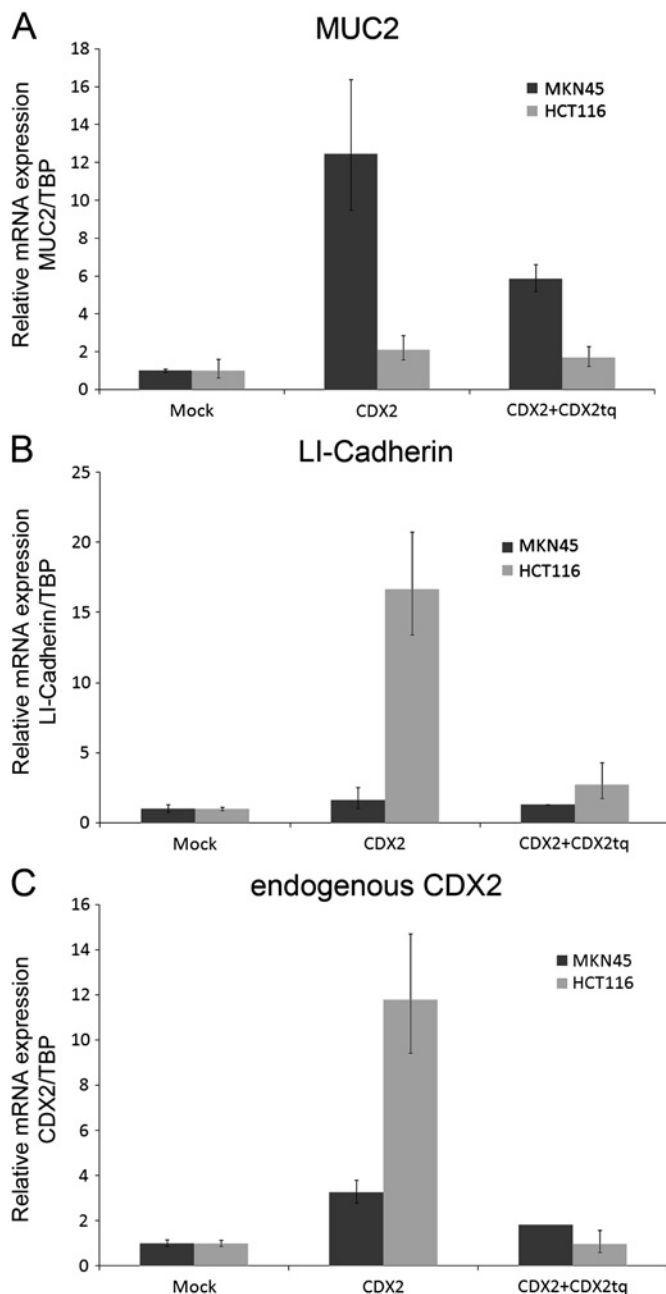 A
MUC2
Relative mRNA expression
MUC2/TBP
18
16
14
12
10
8
6
4
2
0
MKN45
HCT116
Mock
CDX2
CDX2+CDX2tq
B
LI-Cadherin
Relative mRNA expression
LI-Cadherin/TBP
25
20
15
10
5
0
MKN45
HCT116
Mock
CDX2
CDX2+CDX2tq
C
endogenous CDX2
Relative mRNA expression
CDX2/TBP
16
14
12
10
8
6
4
2
0
MKN45
HCT116
Mock
CDX2
CDX2+CDX2tq